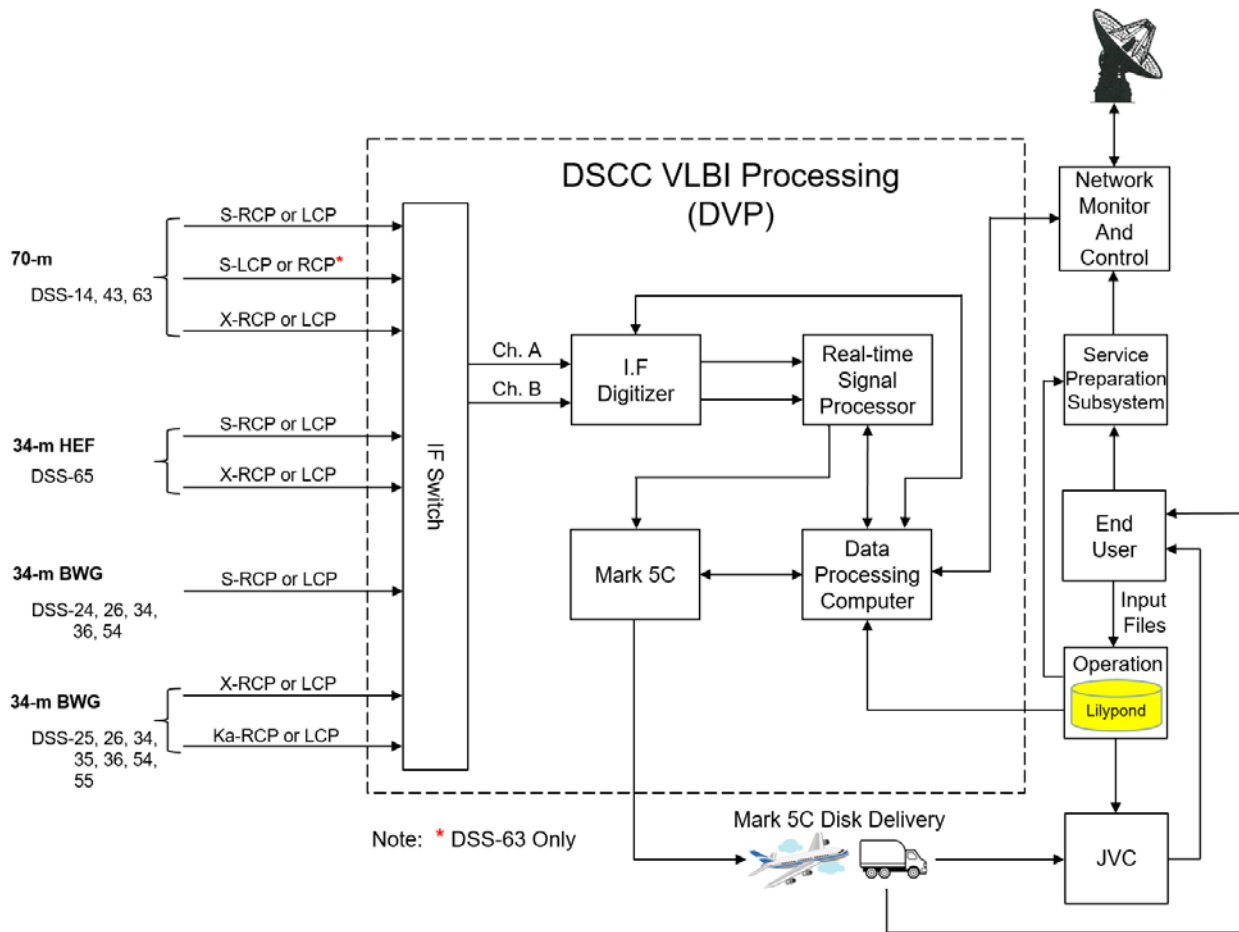 DSCC VLBI Processing
(DVP)
Network
Monitor
And
Control
70-m
DSS-14, 43, 63
S-RCP or LCP
S-LCP or RCP*
X-RCP or LCP
34-m HEF
DSS-65
S-RCP or LCP
X-RCP or LCP
34-m BWG
DSS-24, 26, 34,
36, 54
S-RCP or LCP
34-m BWG
DSS-25, 26, 34,
35, 36, 54,
55
X-RCP or LCP
Ka-RCP or LCP
IF Switch
Ch. A
Ch. B
I.F
Digitizer
Real-time
Signal
Processor
Mark 5C
Data
Processing
Computer
Service
Preparation
Subsystem
End
User
Input
Files
Operation
Lilypond
JVC
Mark 5C Disk Delivery
Note: * DSS-63 Only